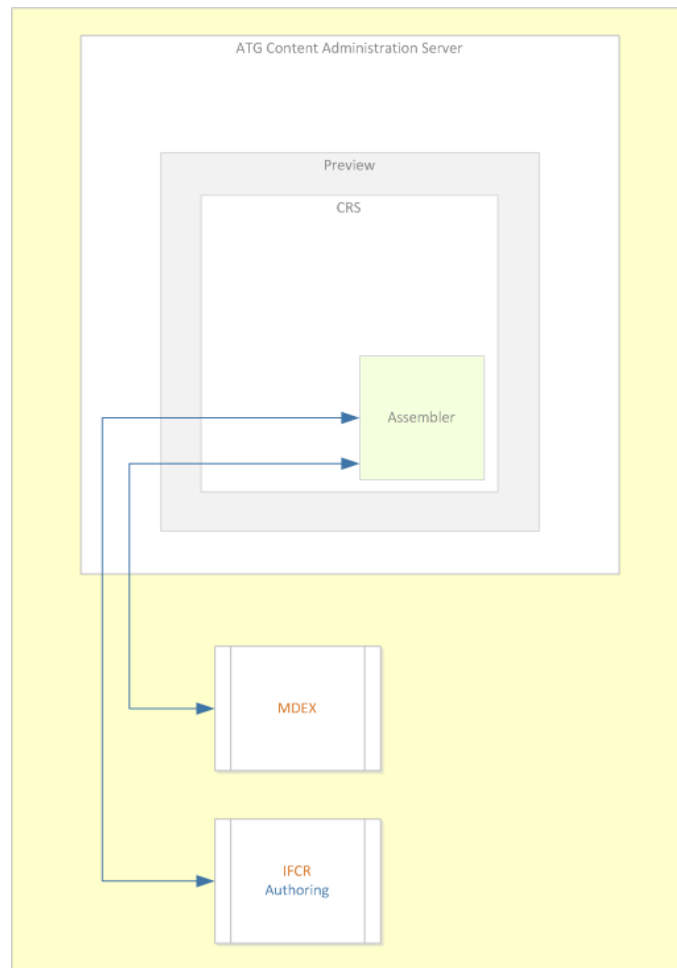 ATG Content Administration Server
Preview
CRS
Assembler
MDEX
IFCR
Authoring